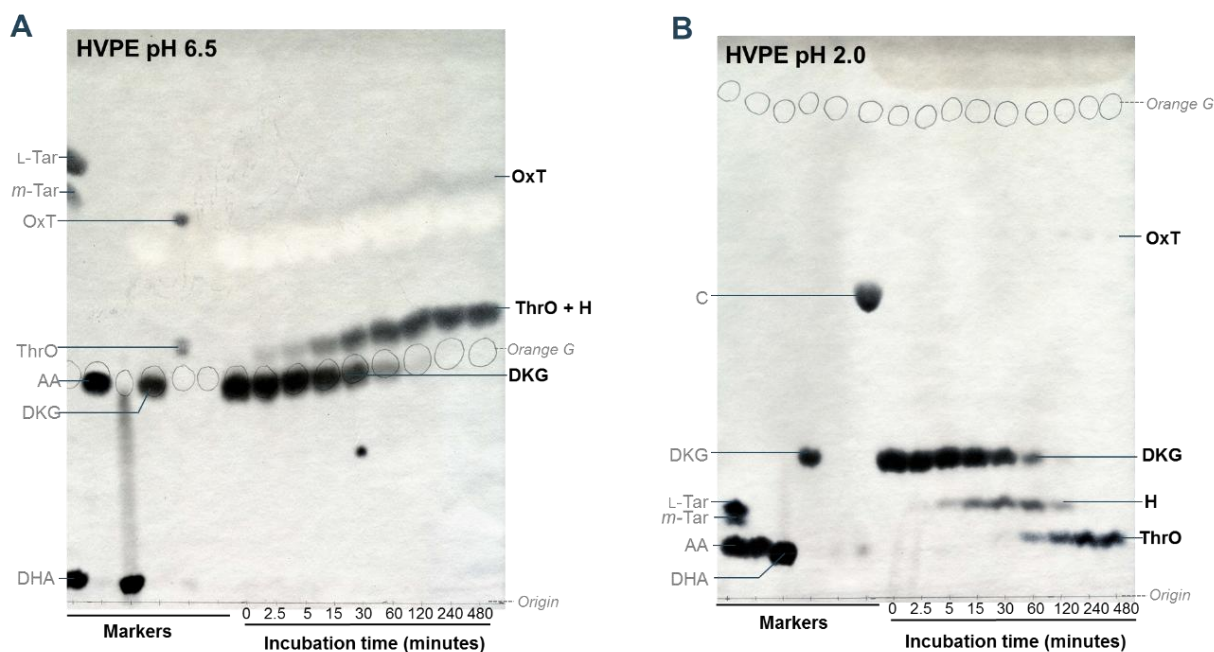 A
HVPE pH 6.5
L-Tar
m-Tar
OxT
ThrO
AA
DKG
DHA
OxT
ThrO + H
Orange G
DKG
Origin
0 2.5 5 15 30 60 120 240 480
Markers
Incubation time (minutes)
B
HVPE pH 2.0
Orange G
C
DKG
L-Tar
m-Tar
AA
DHA
OxT
DKG
H
ThrO
Origin
0 2.5 5 15 30 60 120 240 480
Markers
Incubation time (minutes)